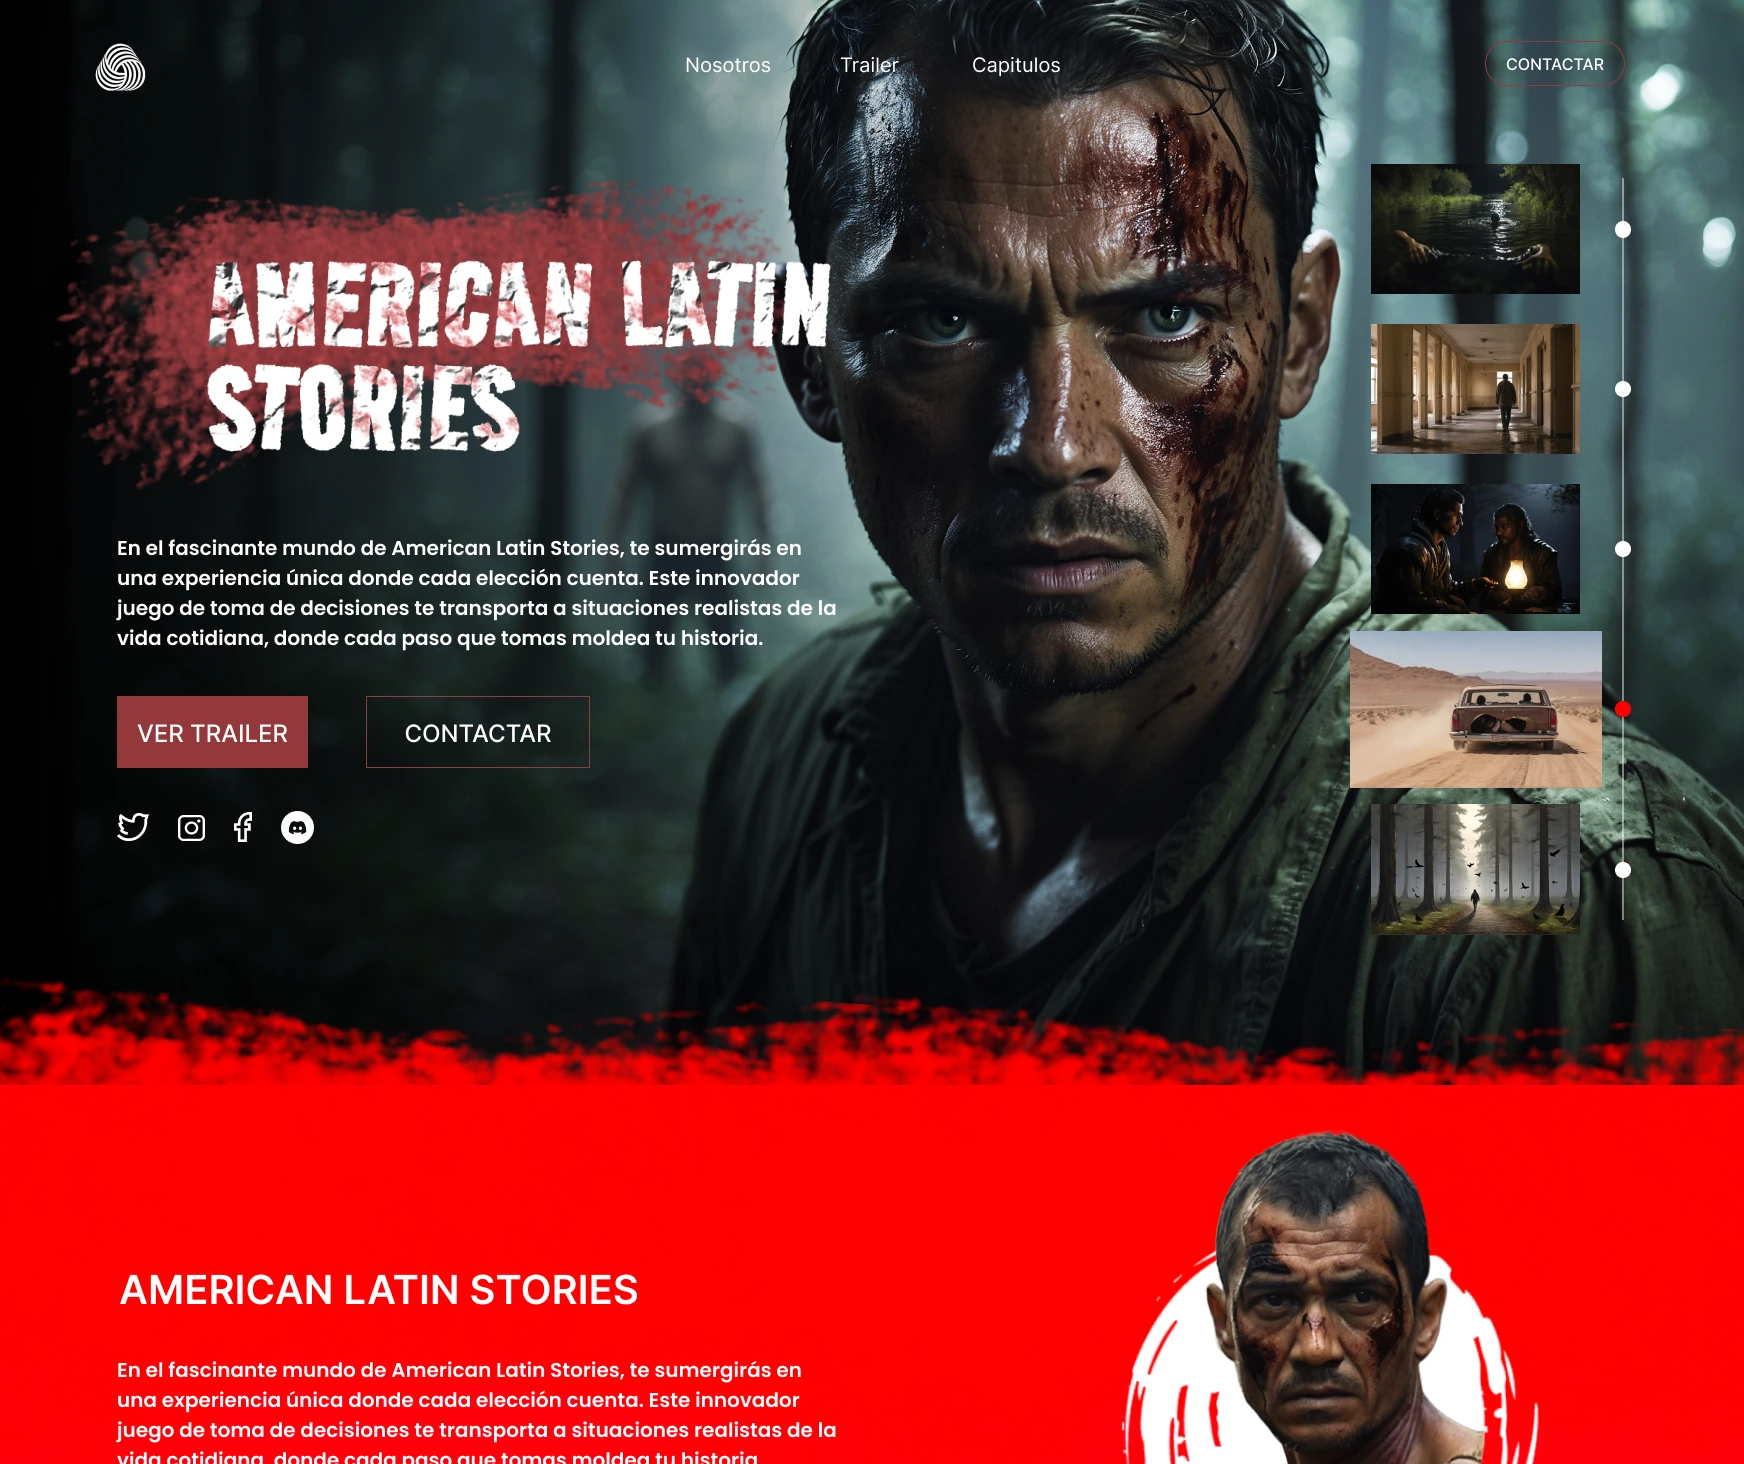 Nosotros Trailer Capitulos CONTACTAR
AMERICAN LATIN
STORIES
En el fascinante mundo de American Latin Stories, te sumergirás en
una experiencia única donde cada elección cuenta. Este innovador
juego de toma de decisiones te transporta a situaciones realistas de la
vida cotidiana, donde cada paso que tomas moldea tu historia.
VER TRAILER CONTACTAR
AMERICAN LATIN STORIES
En el fascinante mundo de American Latin Stories, te sumergirás en
una experiencia única donde cada elección cuenta. Este innovador
juego de toma de decisiones te transporta a situaciones realistas de la
vida cotidiana, donde cada paso que tomas moldea tu historia.